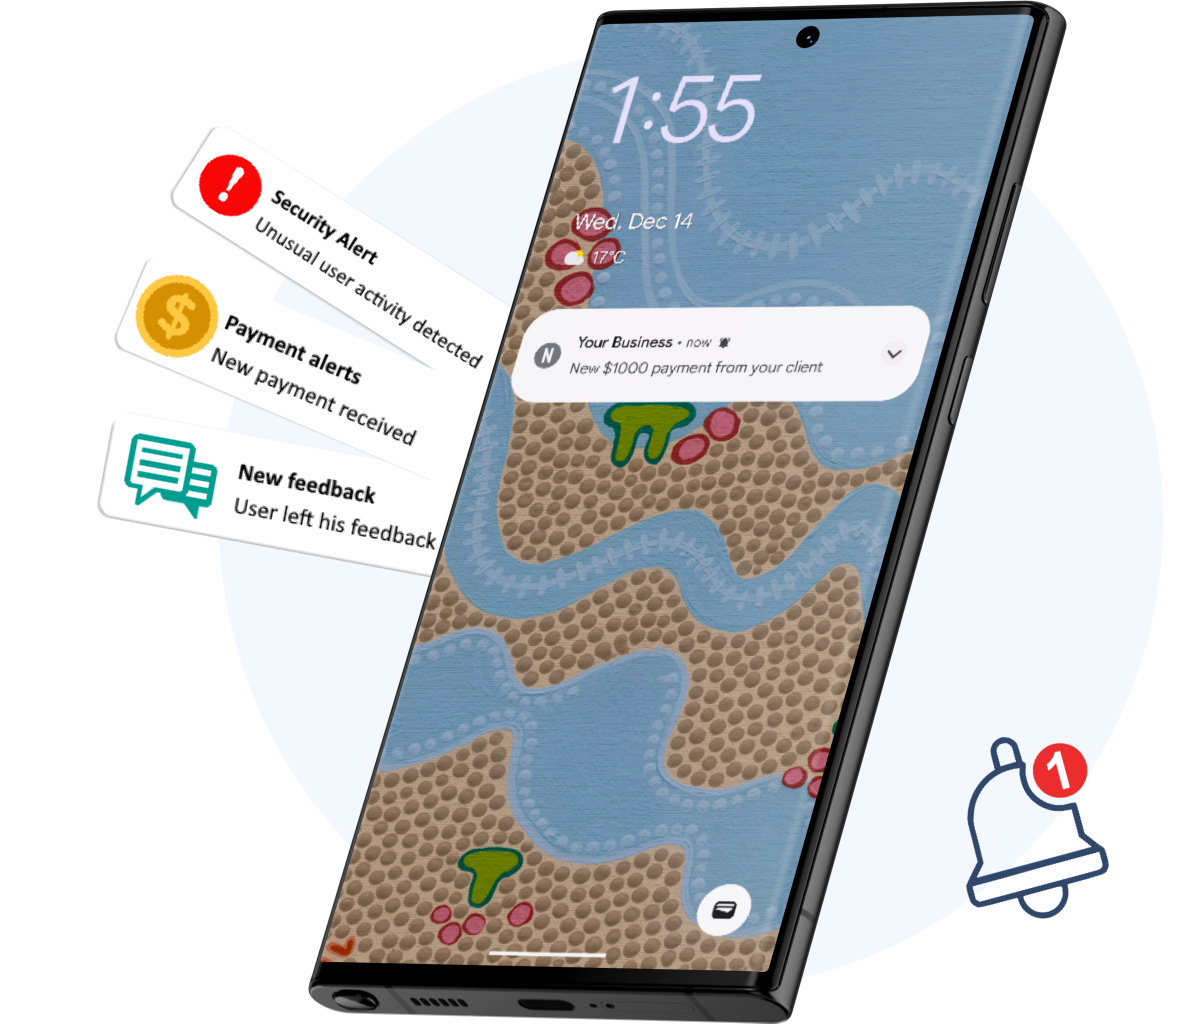 1:55
Wed, Dec 14
17°C
N
Your Business • now
New $1000 payment from your client
!
Security Alert
Unusual user activity detected
$
Payment alerts
New payment received
New feedback
User left his feedback
1